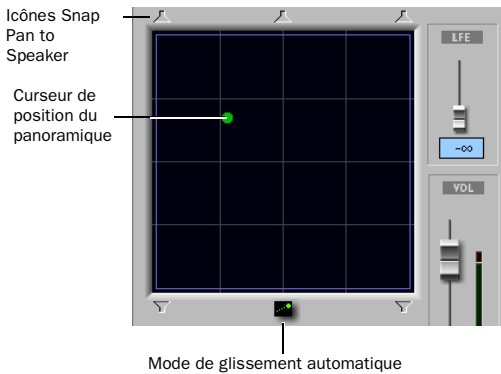 Icônes Snap
Pan to
Speaker
Curseur de
position du
panoramique
LFE
-∞
VOL
Mode de glissement automatique